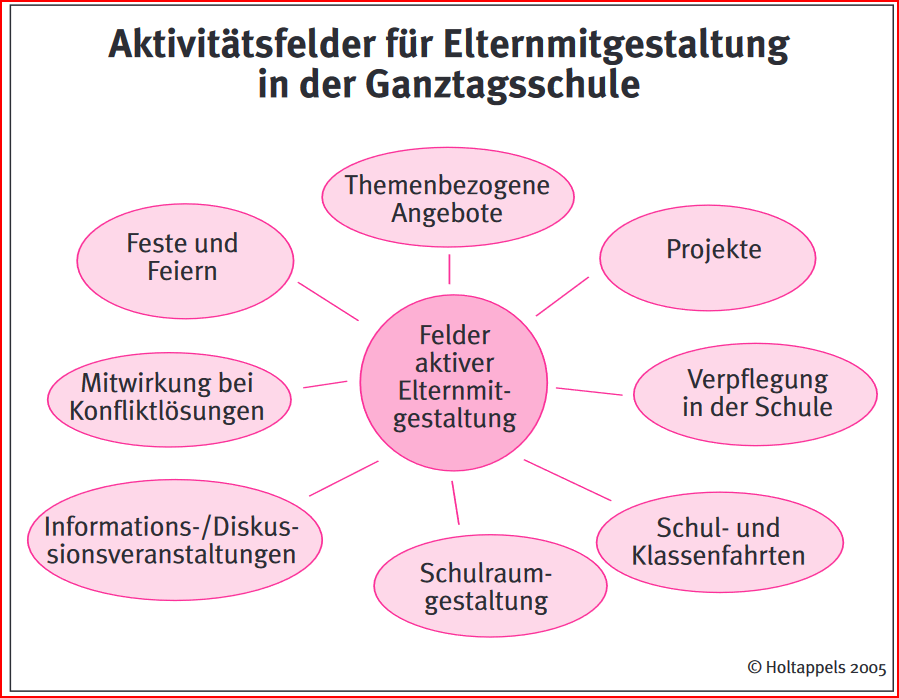 Aktivitätsfelder für Elternmitgestaltung
in der Ganztagsschule
Themenbezogene
Angebote
Feste und
Feiern
Projekte
Felder
aktiver
Elternmit-
gestaltung
Mitwirkung bei
Konfliktlösungen
Verpflegung
in der Schule
Informations-/Diskus-
sionsveranstaltungen
Schul- und
Klassenfahrten
Schulraum-
gestaltung
© Holtappels 2005